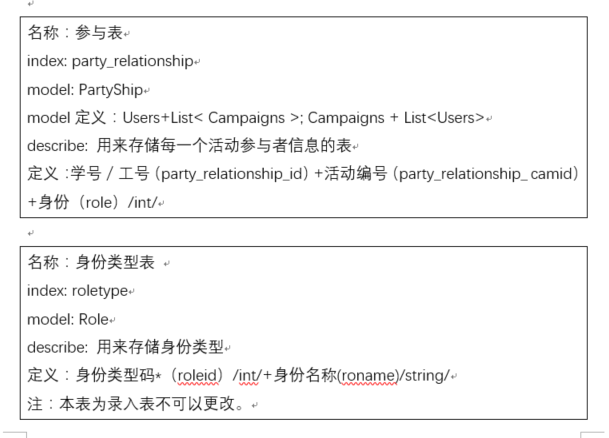 名称：参与表
index: party_relationship
model: PartyShip
model 定义：Users+List< Campaigns >; Campaigns + List<Users>
describe:  用来存储每一个活动参与者信息的表
定义：学号 / 工号（party_relationship_id）+活动编号（party_relationship_ camid）
+身份（role）/int/
名称：身份类型表
index: roletype
model: Role
describe:  用来存储身份类型
定义：身份类型码*（roleid）/int/+身份名称(roname)/string/
注：本表为录入表不可以更改。